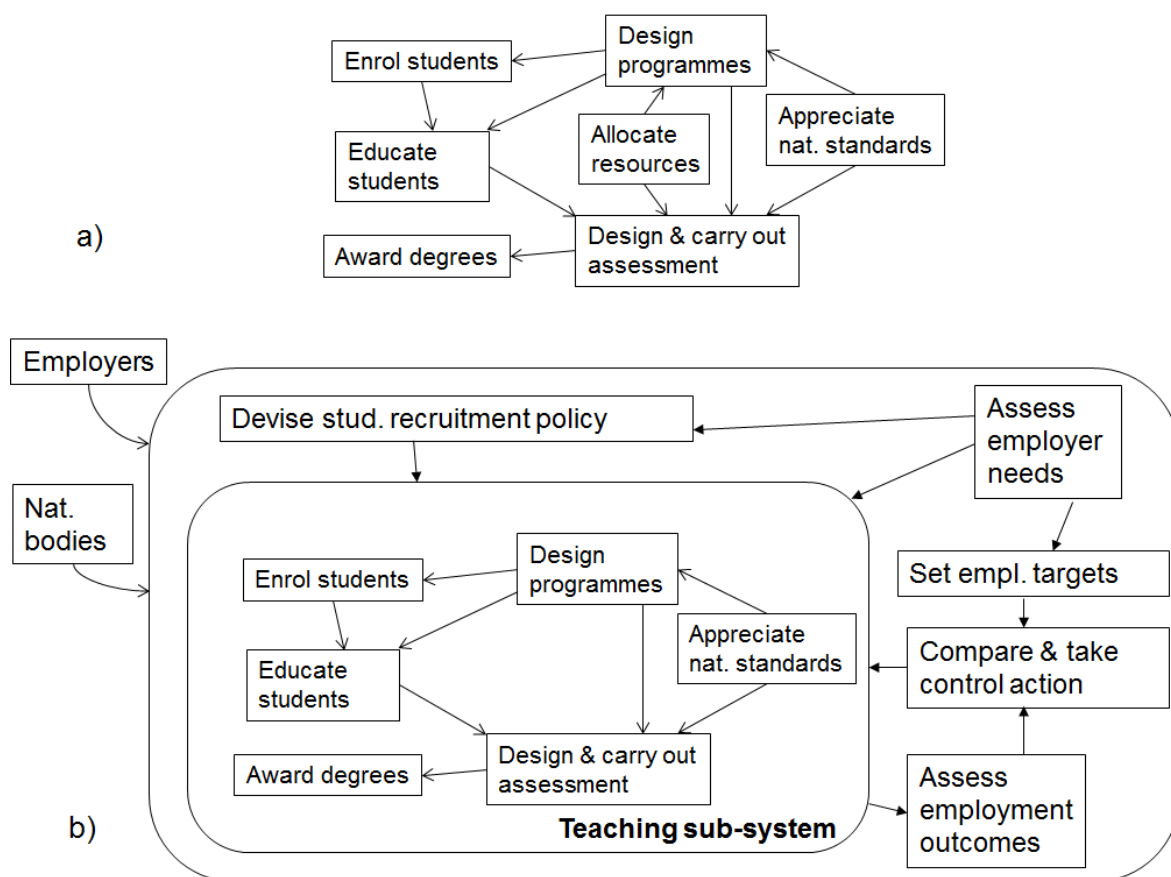 Design
programmes
Enrol students
Allocate
resources
Appreciate
nat. standards
Educate
students
a)
Design & carry out
assessment
Award degrees
Employers
Devise stud. recruitment policy
Assess
employer
needs
Nat.
bodies
Design
programmes
Enrol students
Set empl. targets
Appreciate
nat. standards
Educate
students
Compare & take
control action
Design & carry out
assessment
Award degrees
Assess
employment
outcomes
Teaching sub-system
b)